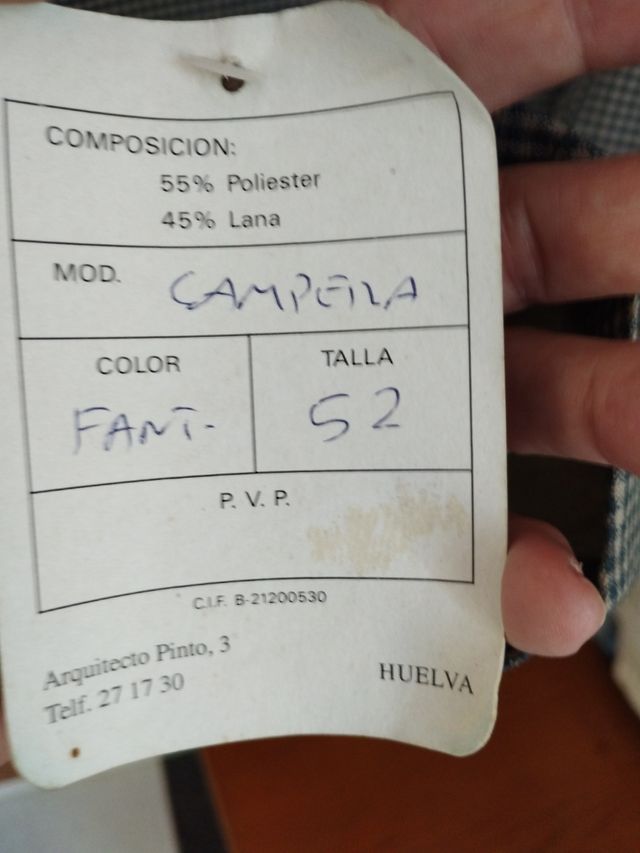 COMPOSICION:
55% Poliester
45% Lana
MOD. CAMPERA
COLOR
FANT-
TALLA
52
P. V. P.
C.I.F. B-21200530
Arquitecto Pinto, 3
Telf. 27 17 30
HUELVA